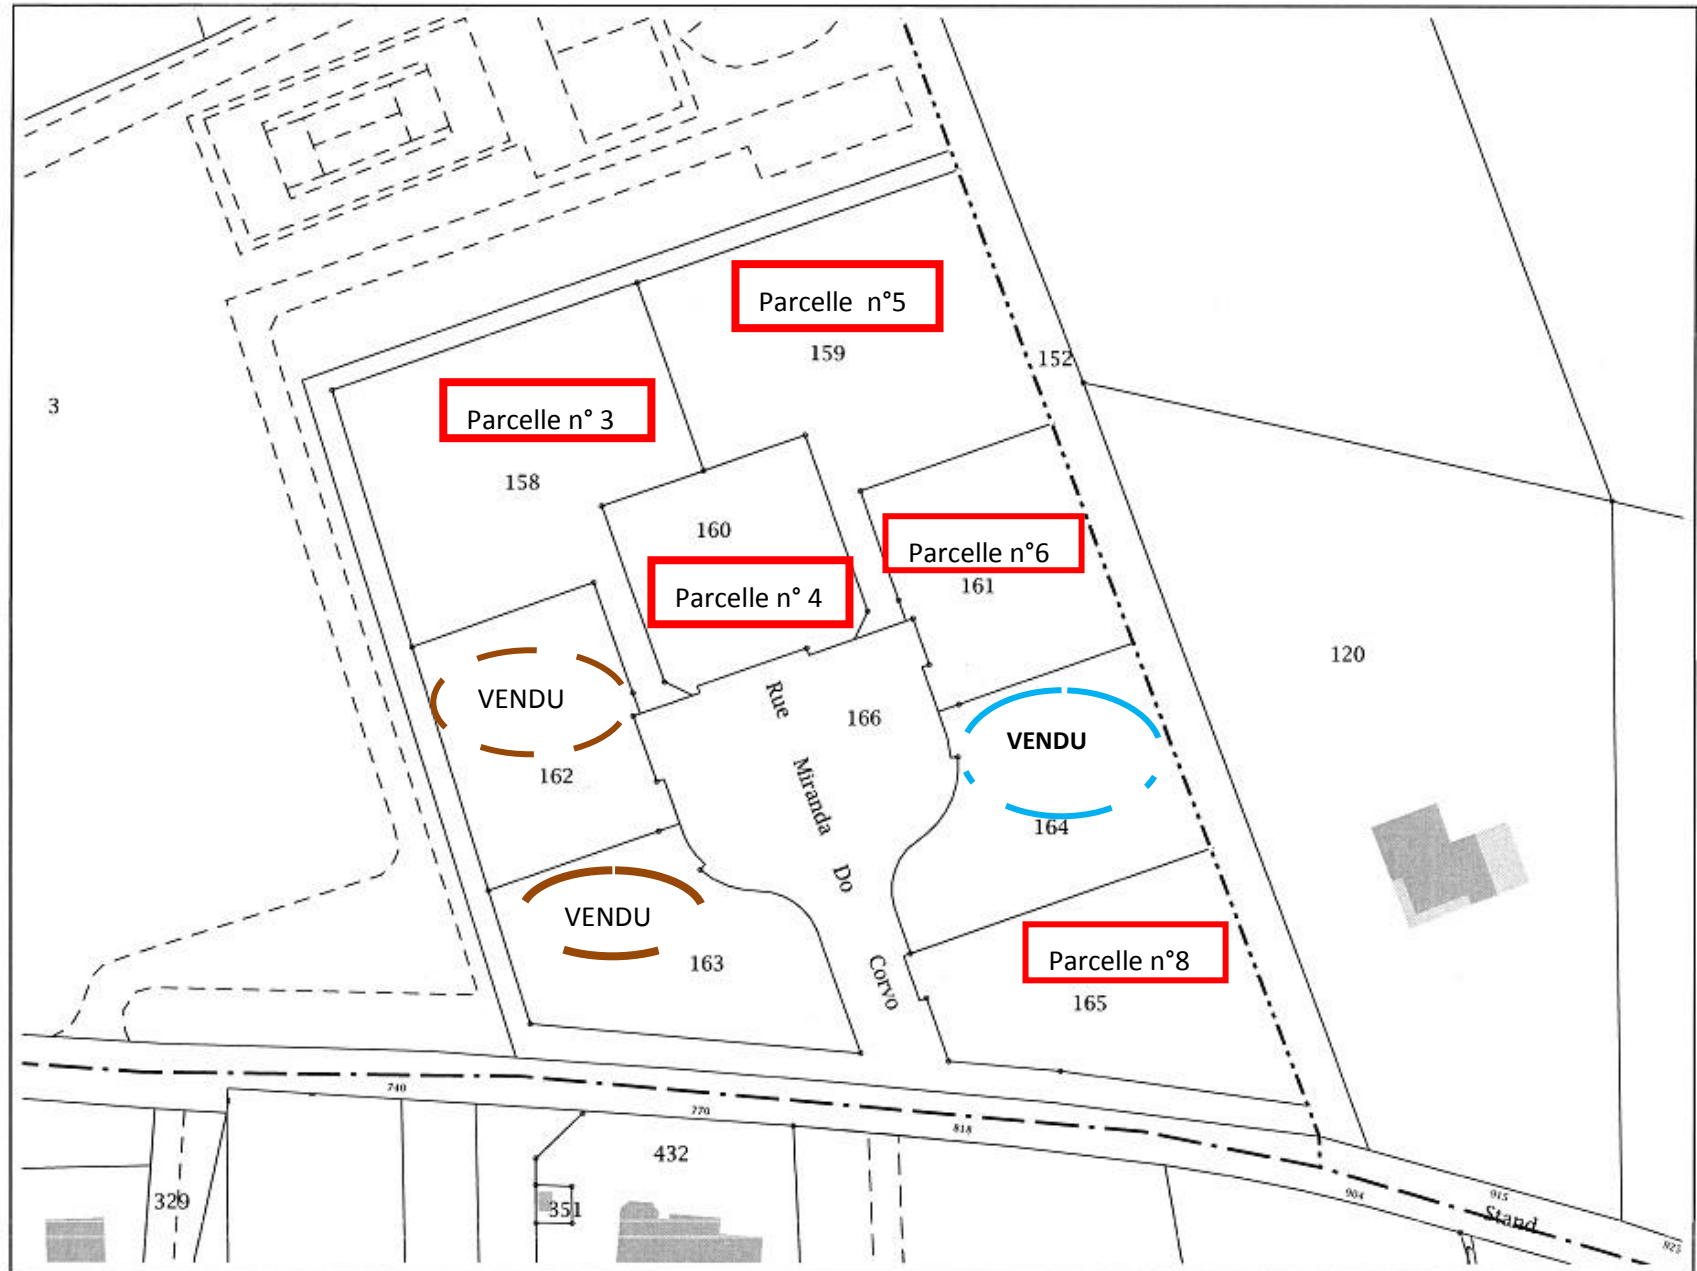 Parcelle n°5
159
152
3
Parcelle n° 3
158
160
Parcelle n°6
161
Parcelle n° 4
120
VENDU
162
Rue Miranda Do Corvo
166
VENDU
164
VENDU
163
Parcelle n°8
165
740
770
818
432
329
351
904
915
Stand
925